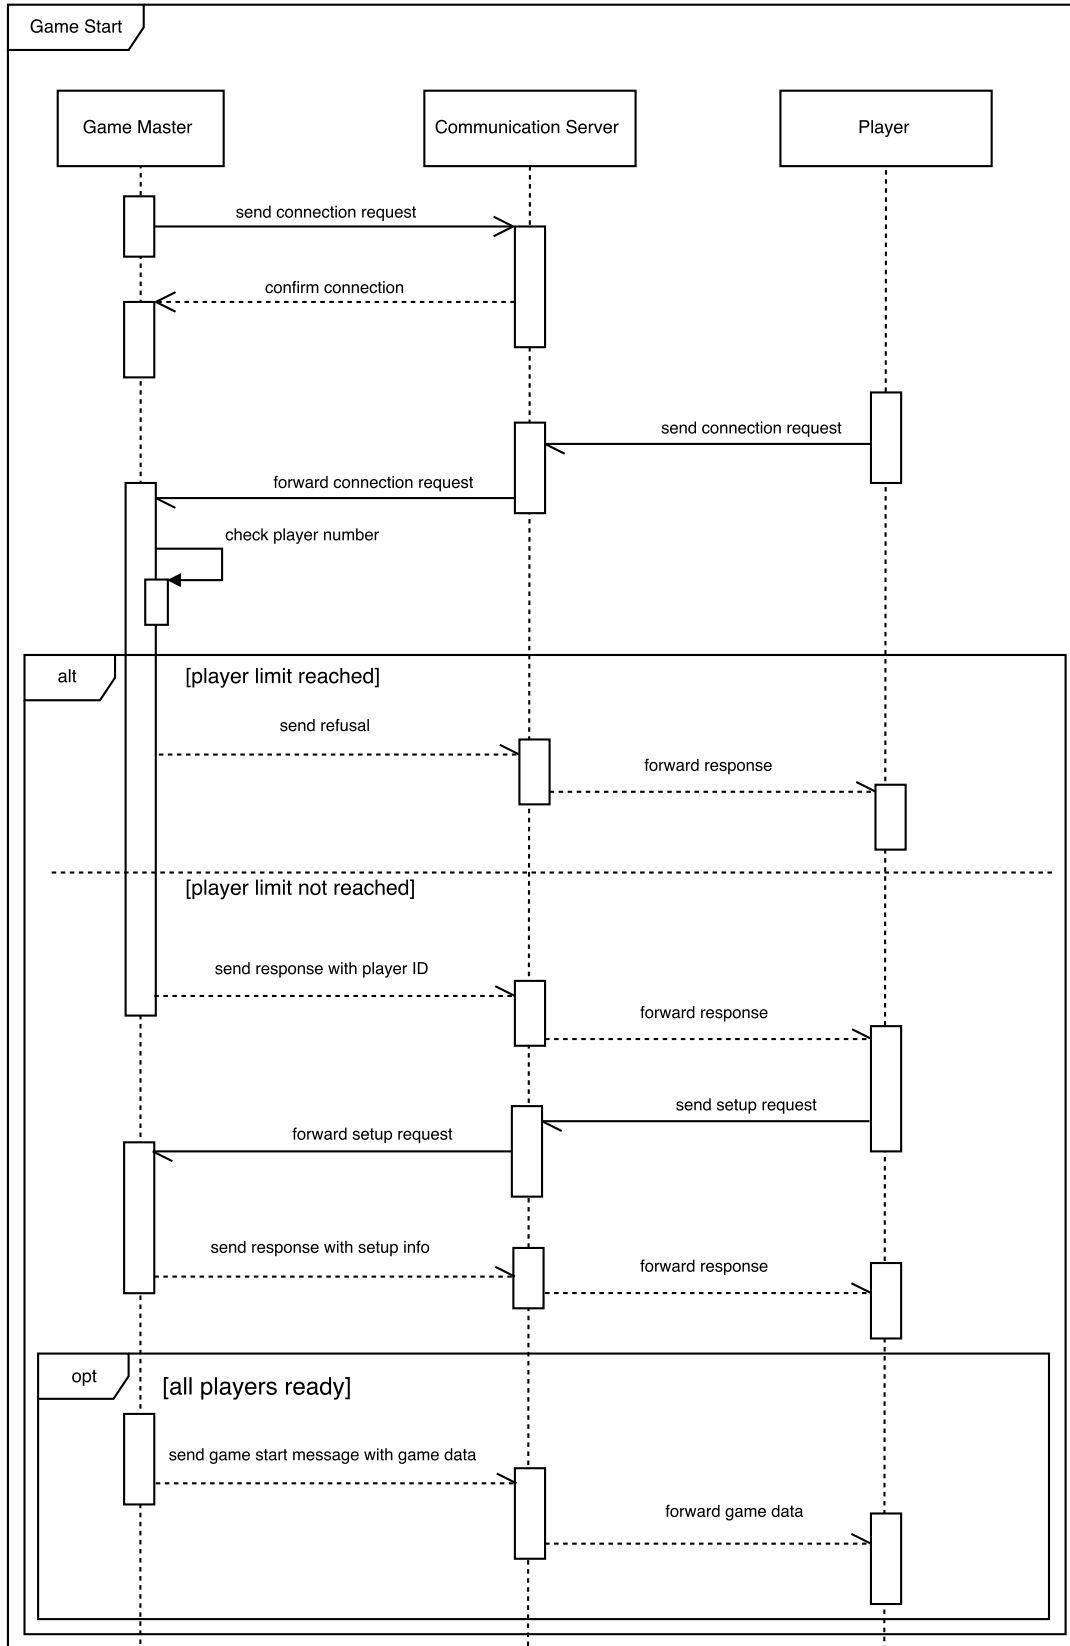 Game Start
Game Master
Communication Server
Player
send connection request
confirm connection
send connection request
forward connection request
check player number
alt
[player limit reached]
send refusal
forward response
[player limit not reached]
send response with player ID
forward response
send setup request
forward setup request
send response with setup info
forward response
opt
[all players ready]
send game start message with game data
forward game data